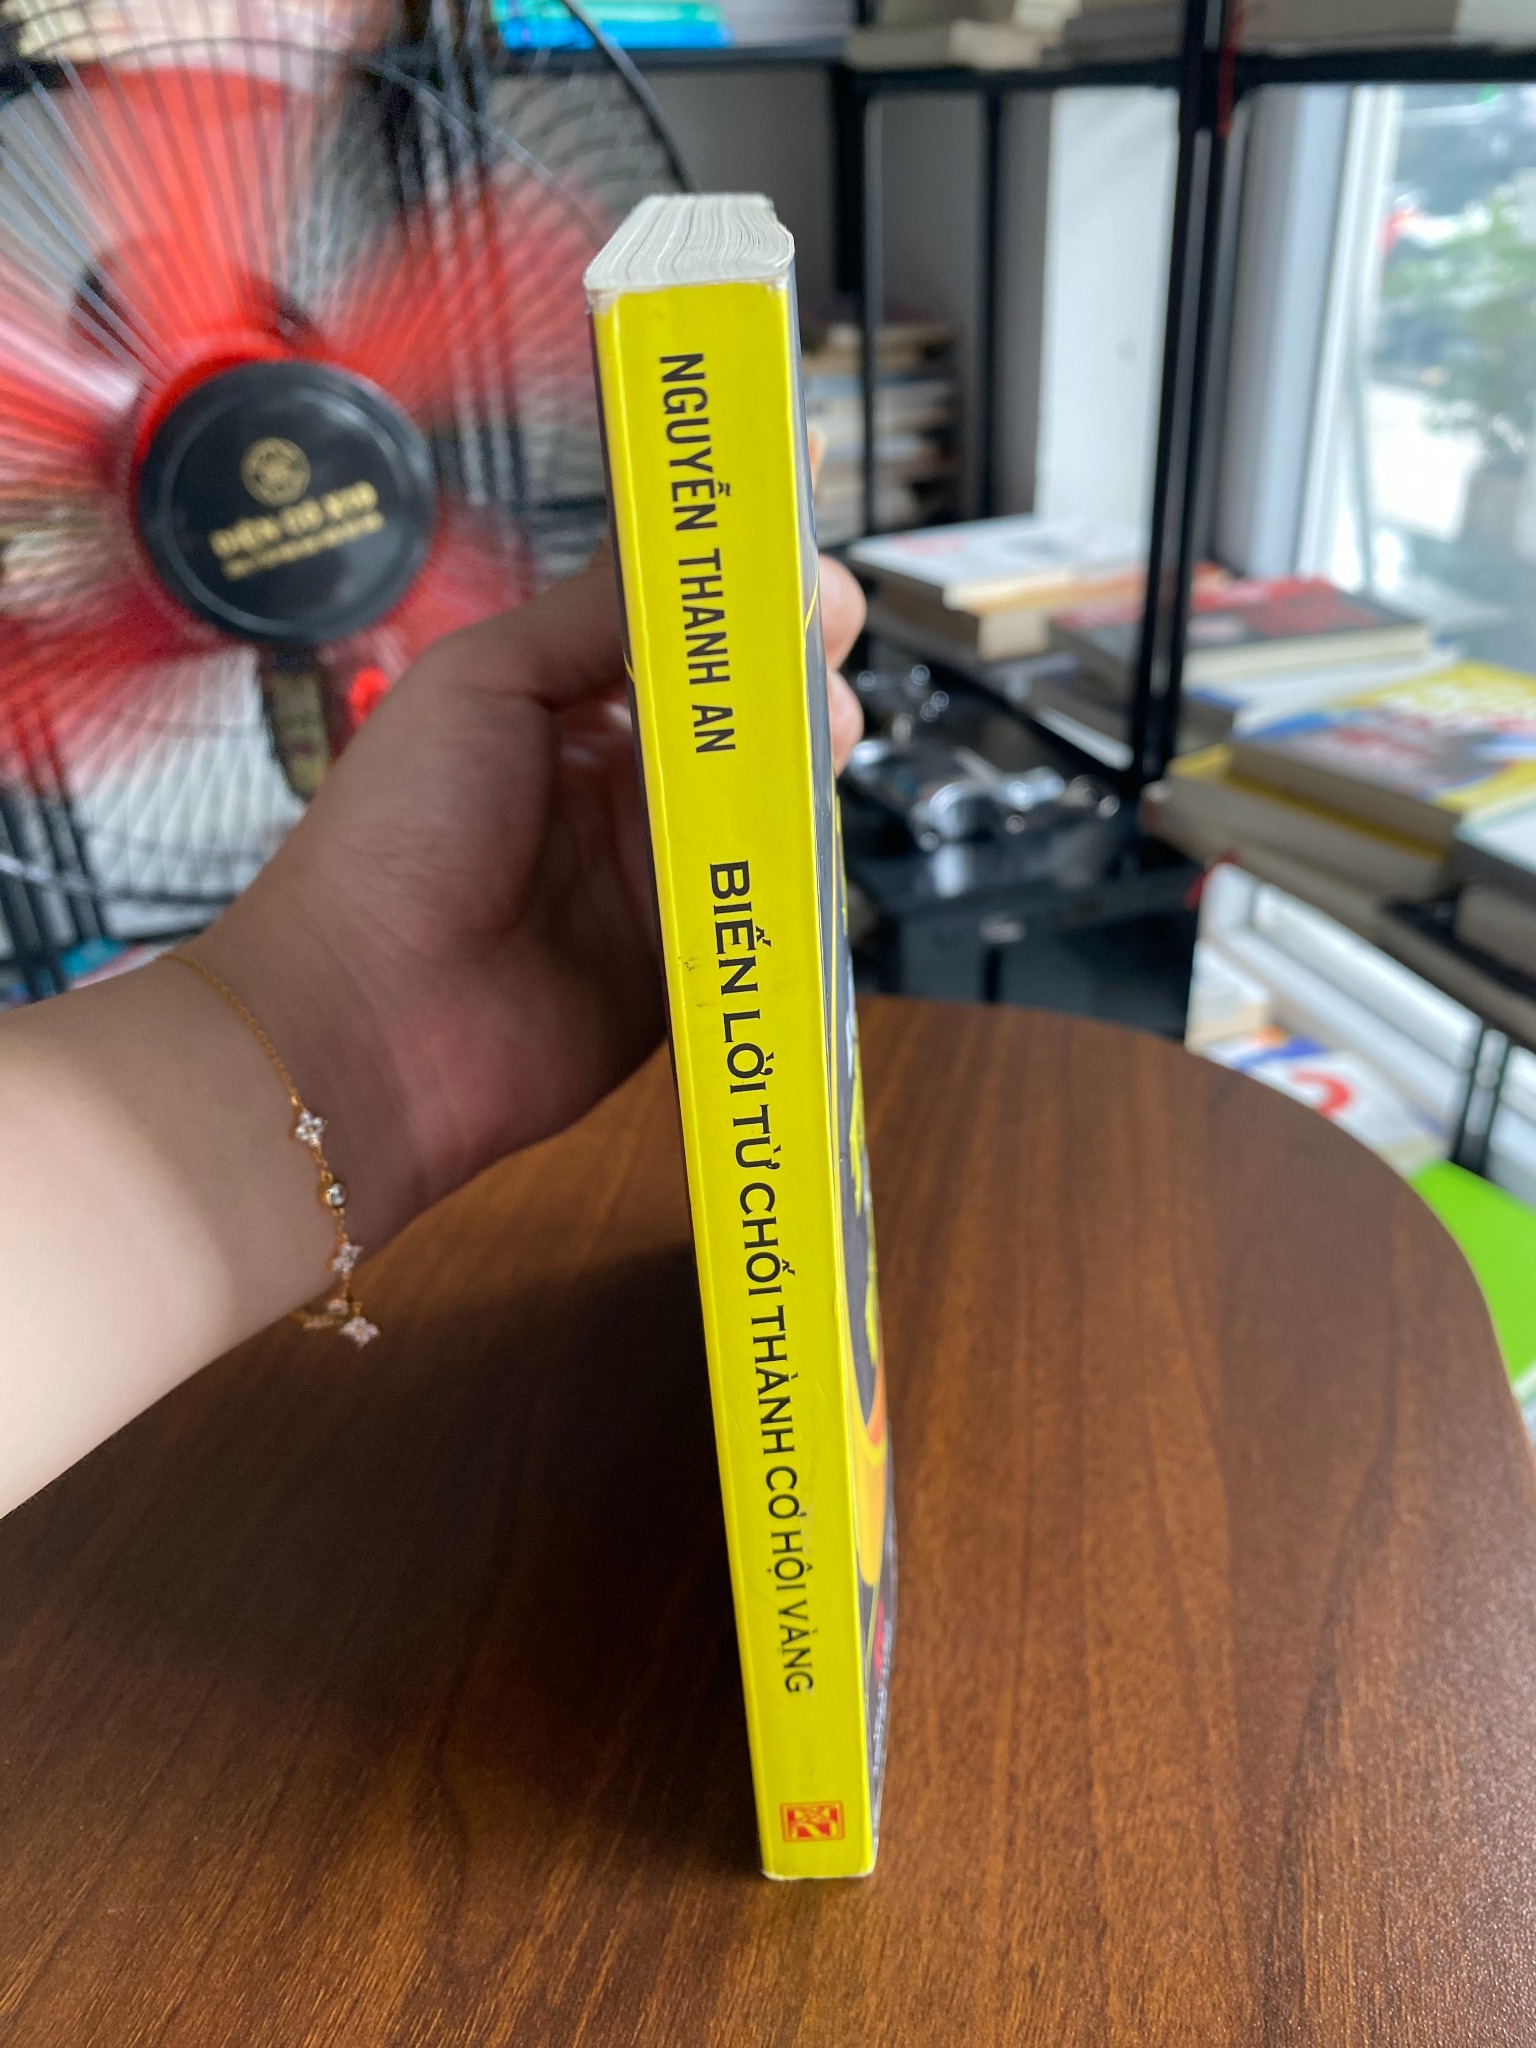 NGUYỄN THANH AN
BIẾN LỜI TỪ CHỐI THÀNH CƠ HỘI VÀNG